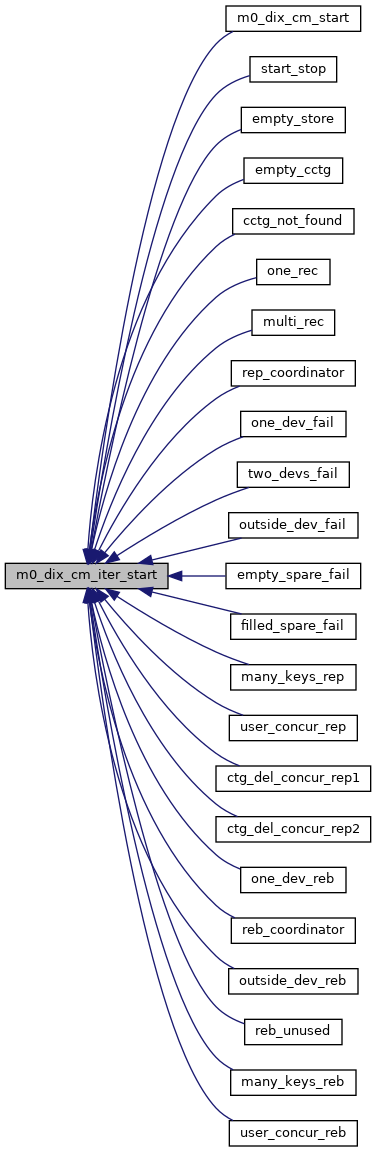 m0_dix_cm_start
start_stop
empty_store
empty_cctg
cctg_not_found
one_rec
multi_rec
rep_coordinator
one_dev_fail
two_devs_fail
outside_dev_fail
m0_dix_cm_iter_start
empty_spare_fail
filled_spare_fail
many_keys_rep
user_concur_rep
ctg_del_concur_rep1
ctg_del_concur_rep2
one_dev_reb
reb_coordinator
outside_dev_reb
reb_unused
many_keys_reb
user_concur_reb